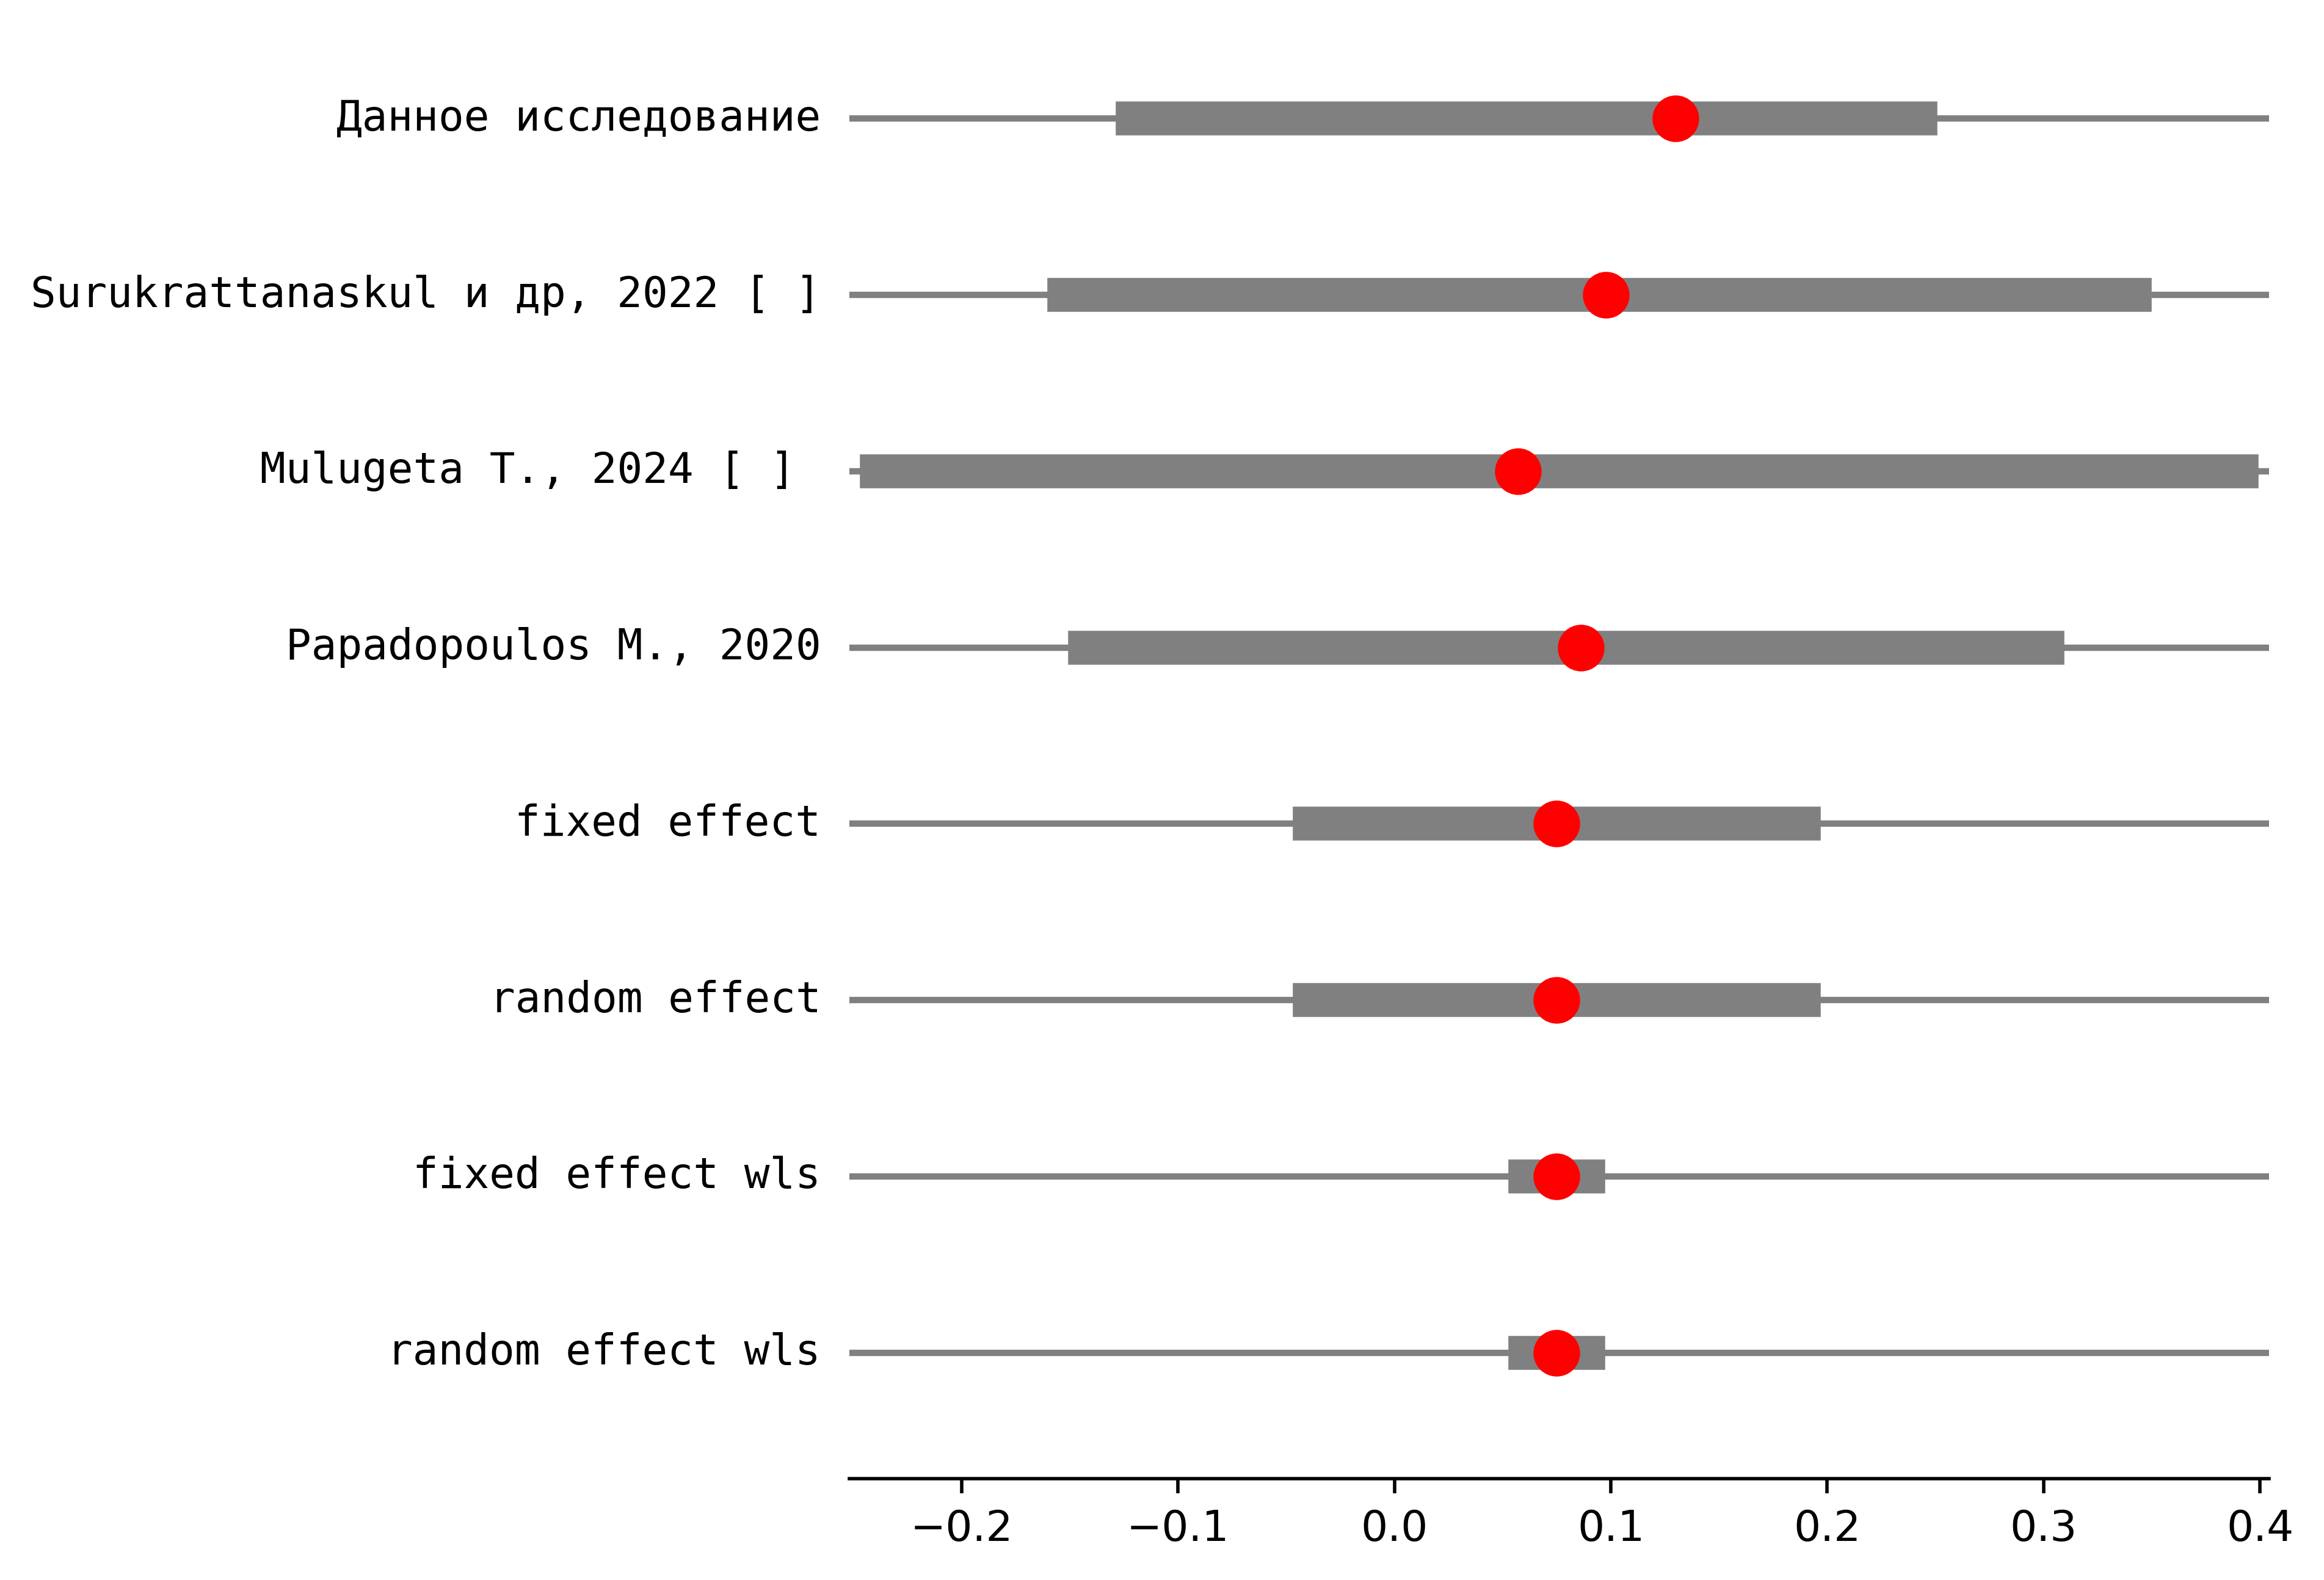 Данное исследование
Surukrattanaskul и др, 2022 [ ]
Mulugeta T., 2024 [ ]
Papadopoulos M., 2020
fixed effect
random effect
fixed effect wls
random effect wls
−0.2 −0.1 0.0 0.1 0.2 0.3 0.4